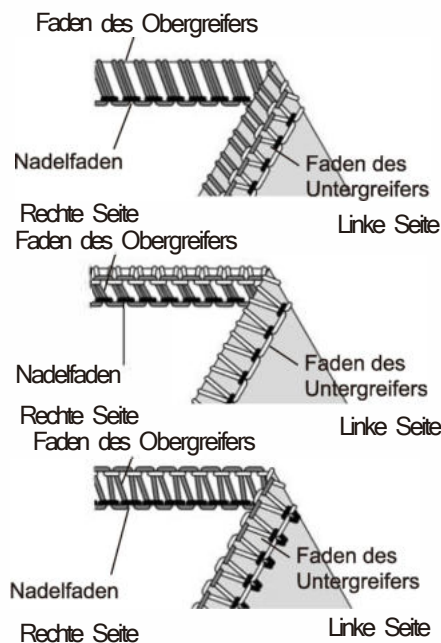 Faden des Obergreifers
Nadelfaden
Faden des
Untergreifers
Rechte Seite
Linke Seite
Faden des Obergreifers
Nadelfaden
Faden des
Untergreifers
Rechte Seite
Linke Seite
Faden des Obergreifers
Nadelfaden
Faden des
Untergreifers
Rechte Seite
Linke Seite